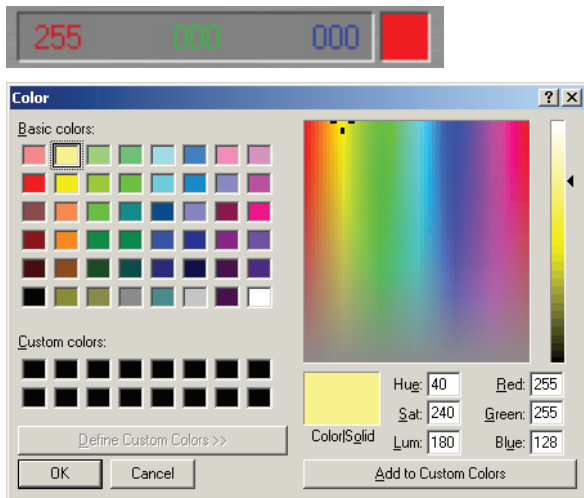 255 000 000
Color
Basic colors:
Custom colors:
Define Custom Colors >>
OK Cancel
Color|Solid
Hue: 40 Red: 255
Sat: 240 Green: 255
Lum: 180 Blue: 128
Add to Custom Colors